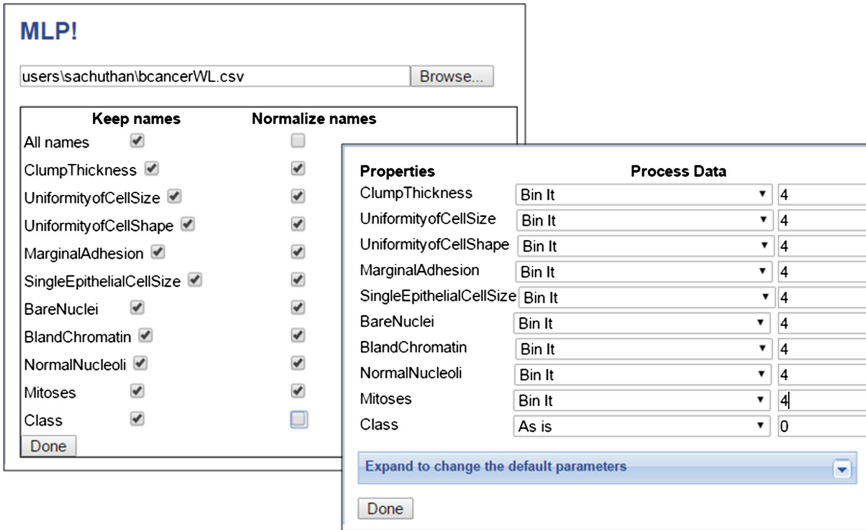 MLP!
users\sachuthan\bcancerWL.csv Browse...
Keep names Normalize names
All names
ClumpThickness
UniformityofCellSize
UniformityofCellShape
MarginalAdhesion
SingleEpithelialCellSize
BareNuclei
BlandChromatin
NormalNucleoli
Mitoses
Class
Done
Properties Process Data
ClumpThickness Bin It 4
UniformityofCellSize Bin It 4
UniformityofCellShape Bin It 4
MarginalAdhesion Bin It 4
SingleEpithelialCellSize Bin It 4
BareNuclei Bin It 4
BlandChromatin Bin It 4
NormalNucleoli Bin It 4
Mitoses Bin It 4
Class As is 0
Expand to change the default parameters
Done